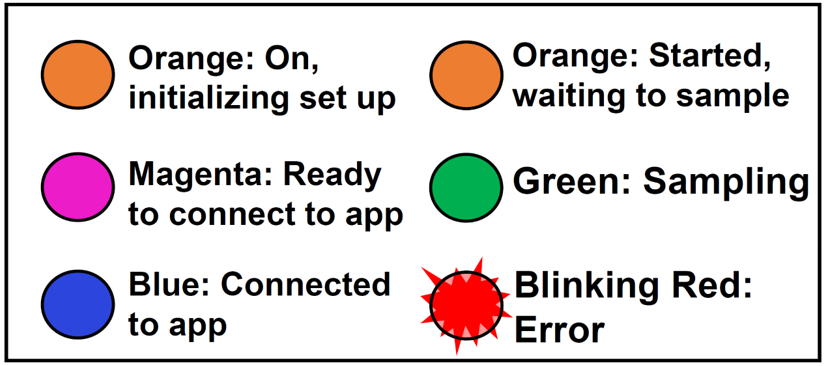 Orange: On,
initializing set up
Magenta: Ready
to connect to app
Blue: Connected
to app
Orange: Started,
waiting to sample
Green: Sampling
Blinking Red:
Error